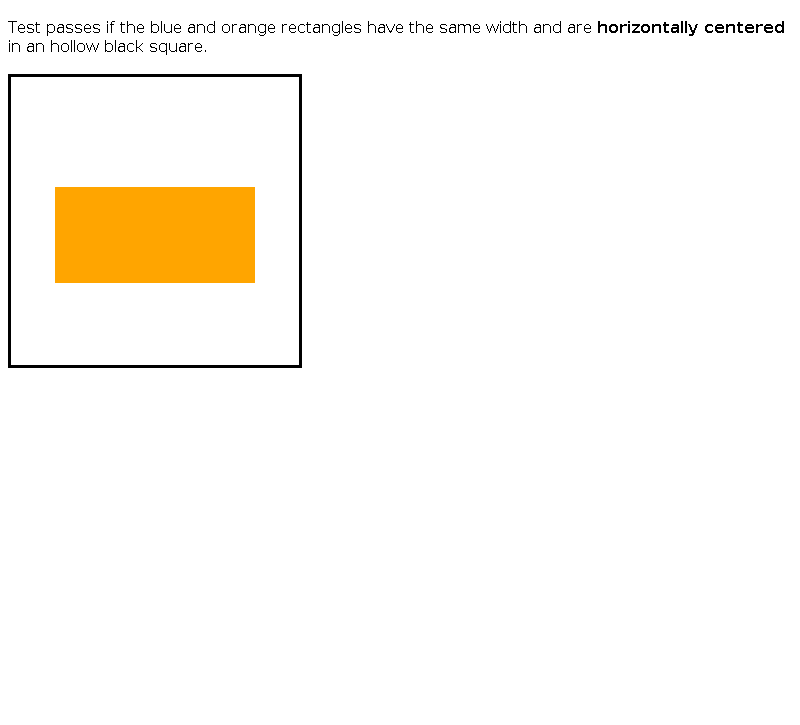 Test passes if the blue and orange rectangles have the same width and are horizontally centered
in an hollow black square.